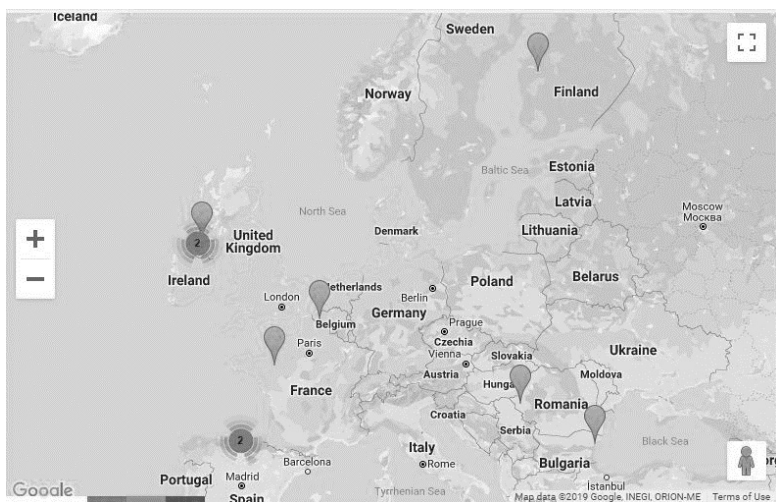 Iceland
Sweden
Finland
Norway
Estonia
Baltic Sea
Latvia
Moscow
Москва
North Sea
Lithuania
Denmark
United
Kingdom
2
Belarus
Ireland
Poland
Netherlands
London
Berlin
Belgium
Germany
Prague
Czechia
Paris
Vienna
Slovakia
Ukraine
Austria
Moldova
France
Hunga
Romania
Croatia
Serbia
Black Sea
2
Italy
Bulgaria
Barcelona
Rome
Portugal
Madrid
Istanbul
Spain
Tyrrhenian Sea
Google
Map data ©2019 Google, INEGI, ORION-ME Terms of Use